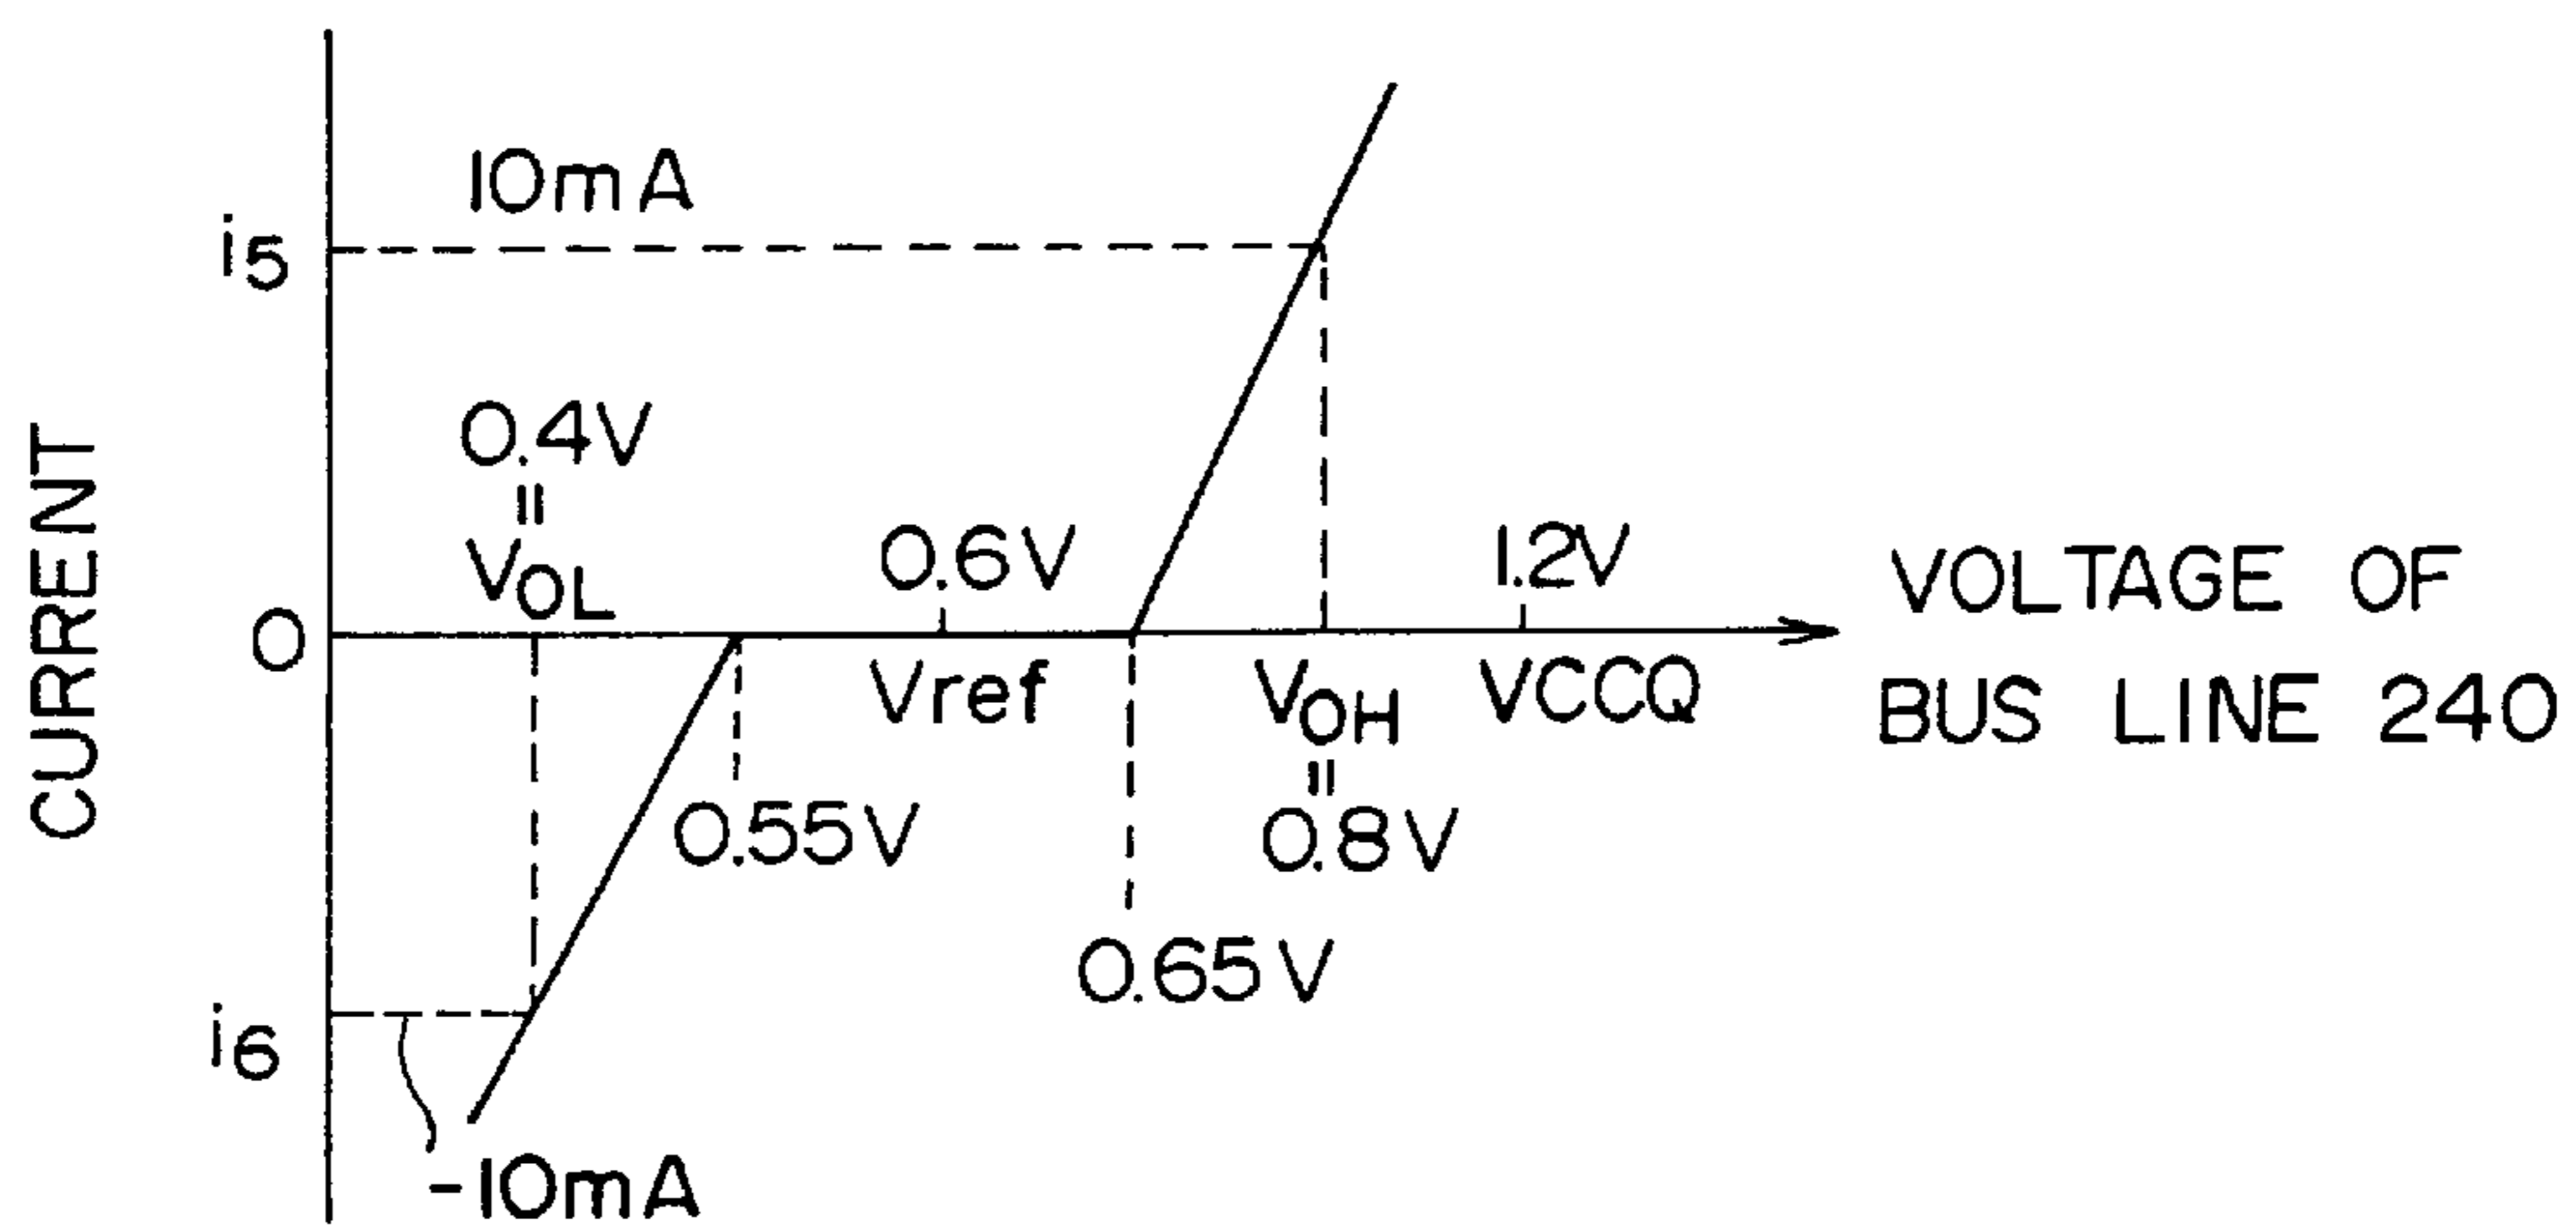 10mA
i5
0.4V
=
VOL
0.6V
1.2V
CURRENT
0
Vref
VOH
=
0.8V
VCCQ
VOLTAGE OF
BUS LINE 240
0.55V
0.65V
i6
-10mA